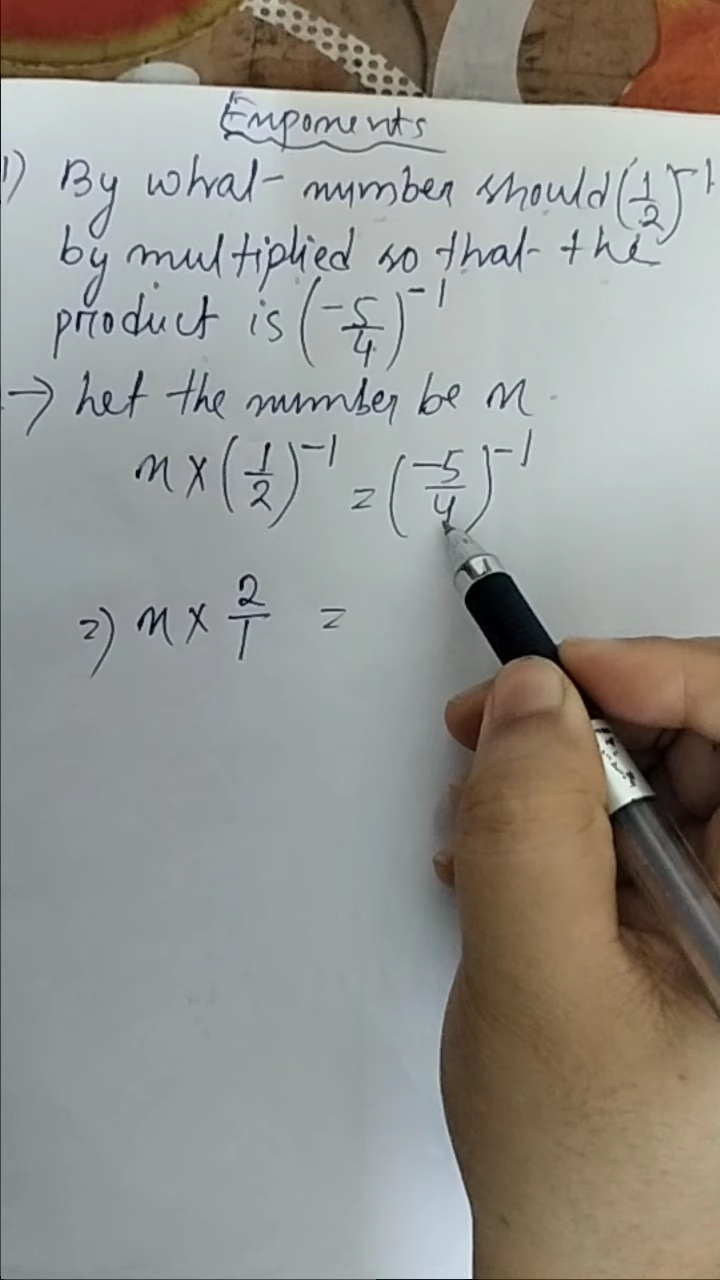 Exponents
1) By what number should (1/2)^-1
by multiplied so that the
product is (-5/4)^-1
→ Let the number be x.
x × (1/2)^-1 = (-5/4)^-1
⇒) x × 2/1 =